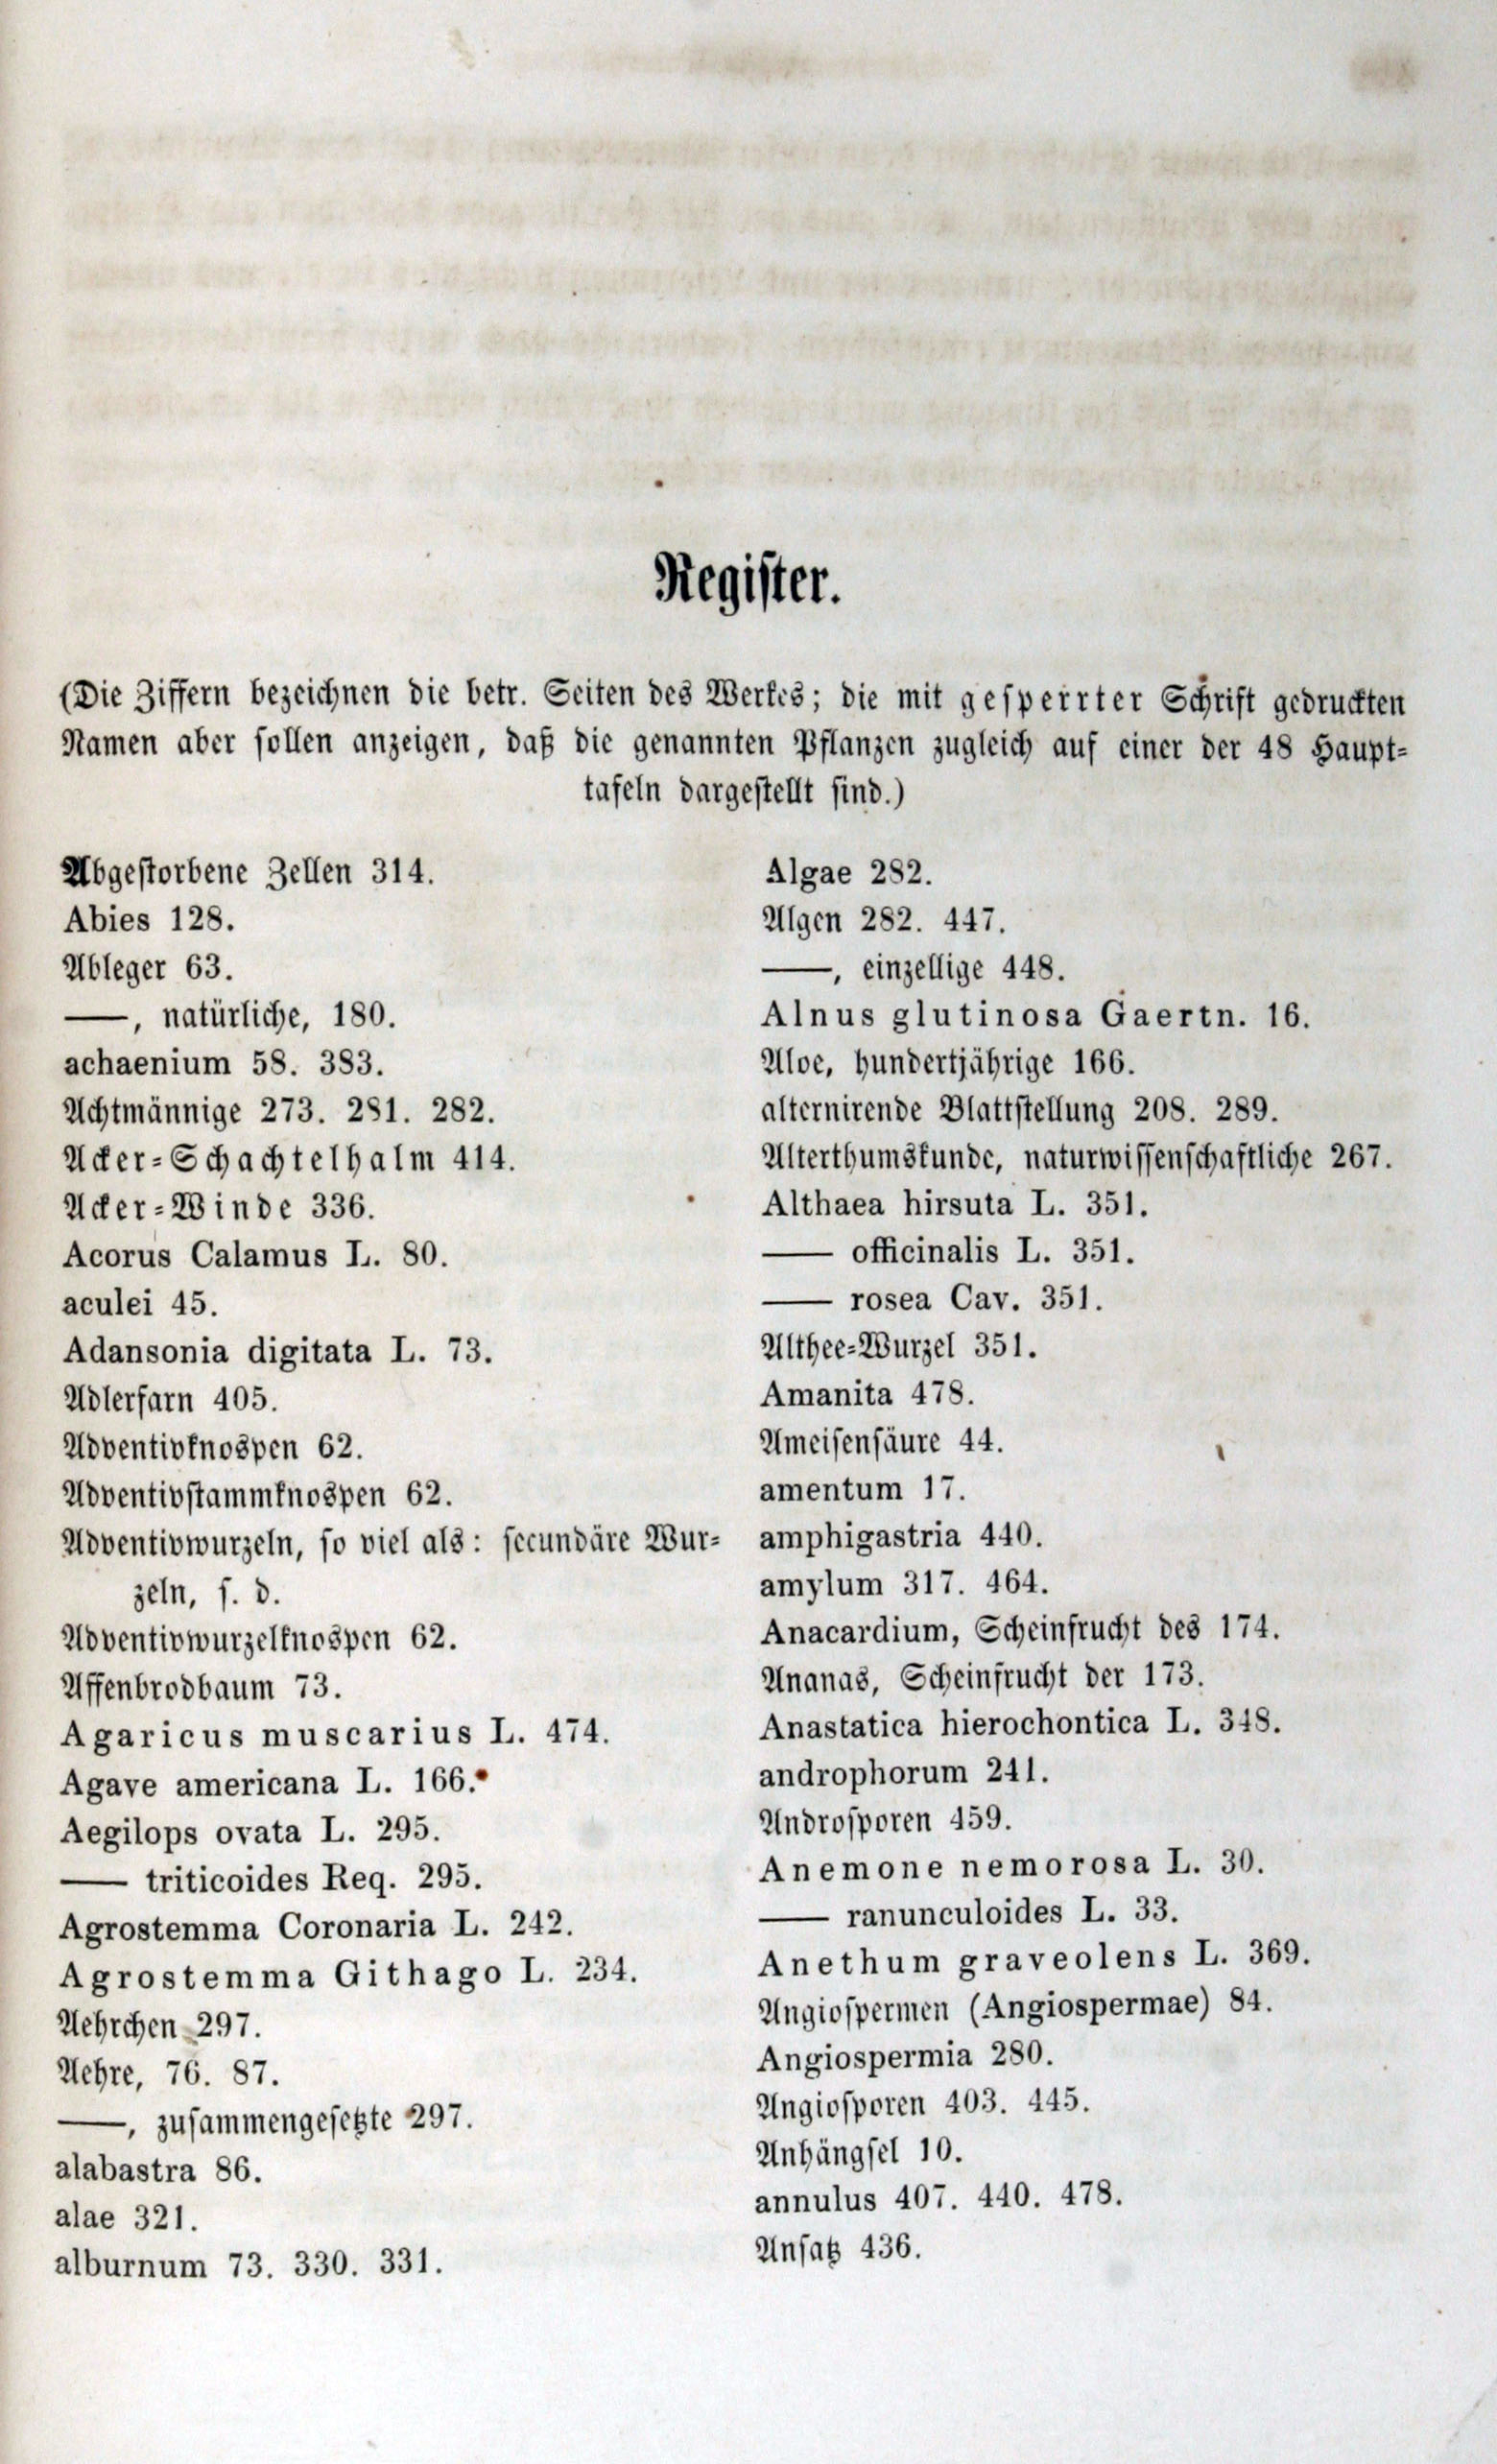 Register.
(Die Ziffern bezeichnen die betr. Seiten des Werkes; die mit gesperrter Schrift gedruckten
Namen aber sollen anzeigen, daß die genannten Pflanzen zugleich auf einer der 48 Haupt-
tafeln dargestellt sind.)
Abgestorbene Zellen 314.
Abies 128.
Ableger 63.
——, natürliche, 180.
achaenium 58. 383.
Achtmännige 273. 281. 282.
Acker-Schachtelhalm 414.
Acker-Winde 336.
Acorus Calamus L. 80.
aculei 45.
Adansonia digitata L. 73.
Adlerfarn 405.
Adventivknospen 62.
Adventivstammknospen 62.
Adventivwurzeln, so viel als: secundäre Wur-
zeln, s. d.
Adventivwurzelknospen 62.
Affenbrodbaum 73.
Agaricus muscarius L. 474.
Agave americana L. 166.
Aegilops ovata L. 295.
—— triticoides Req. 295.
Agrostemma Coronaria L. 242.
Agrostemma Githago L. 234.
Aehrchen 297.
Aehre, 76. 87.
——, zusammengesetzte 297.
alabastra 86.
alae 321.
alburnum 73. 330. 331.
Algae 282.
Algen 282. 447.
——, einzellige 448.
Alnus glutinosa Gaertn. 16.
Aloe, hundertjährige 166.
alternirende Blattstellung 208. 289.
Alterthumskunde, naturwissenschaftliche 267.
Althaea hirsuta L. 351.
—— officinalis L. 351.
—— rosea Cav. 351.
Althee-Wurzel 351.
Amanita 478.
Ameisensäure 44.
amentum 17.
amphigastria 440.
amylum 317. 464.
Anacardium, Scheinfrucht des 174.
Ananas, Scheinfrucht der 173.
Anastatica hierochontica L. 348.
androphorum 241.
Androsporen 459.
Anemone nemorosa L. 30.
—— ranunculoides L. 33.
Anethum graveolens L. 369.
Angiospermen (Angiospermae) 84.
Angiospermia 280.
Angiosporen 403. 445.
Anhängsel 10.
annulus 407. 440. 478.
Ansatz 436.